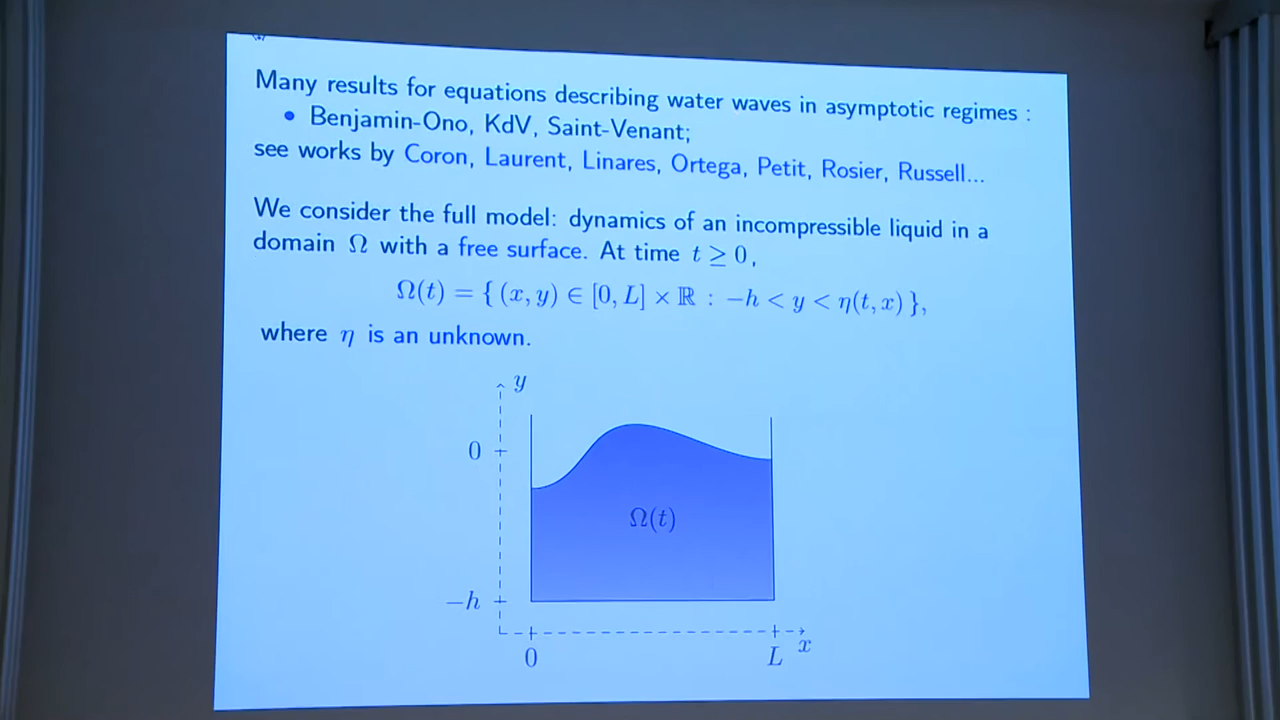 Many results for equations describing water waves in asymptotic regimes :
• Benjamin-Ono, KdV, Saint-Venant;
see works by Coron, Laurent, Linares, Ortega, Petit, Rosier, Russell...
We consider the full model: dynamics of an incompressible liquid in a
domain Ω with a free surface. At time t ≥ 0,
Ω(t) = { (x, y) ∈ [0, L] × ℝ : −h < y < η(t, x) },
where η is an unknown.
y
0
Ω(t)
−h
0
L
x